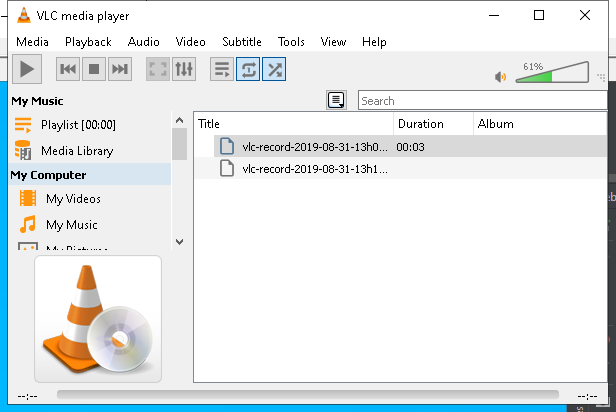 VLC media player
Media Playback Audio Video Subtitle Tools View Help
61%
My Music
Search
Playlist [00:00]
Title Duration Album
Media Library
vlc-record-2019-08-31-13h0... 00:03
My Computer
vlc-record-2019-08-31-13h1...
My Videos
My Music
My Pictures
--:-- --:--